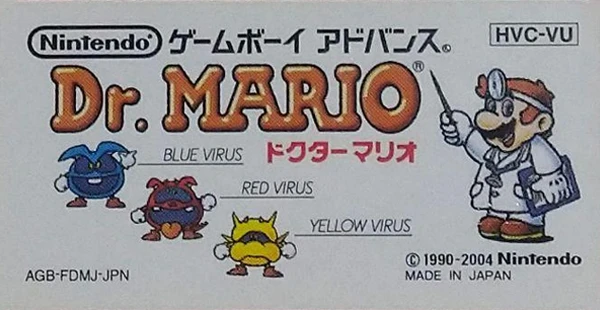 Nintendo ゲームボーイ アドバンス® HVC-VU
Dr. MARIO®
BLUE VIRUS ドクターマリオ
RED VIRUS
YELLOW VIRUS
© 1990-2004 Nintendo
AGB-FDMJ-JPN MADE IN JAPAN